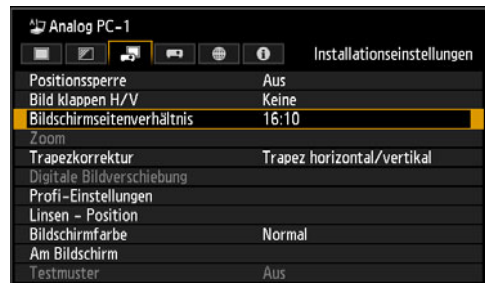 Analog PC-1
Installationseinstellungen
Positionssperre Aus
Bild klappen H/V Keine
Bildschirmseitenverhältnis 16:10
Zoom
Trapezkorrektur Trapez horizontal/vertikal
Digitale Bildverschiebung
Profi-Einstellungen
Linsen - Position
Bildschirmfarbe Normal
Am Bildschirm
Testmuster Aus